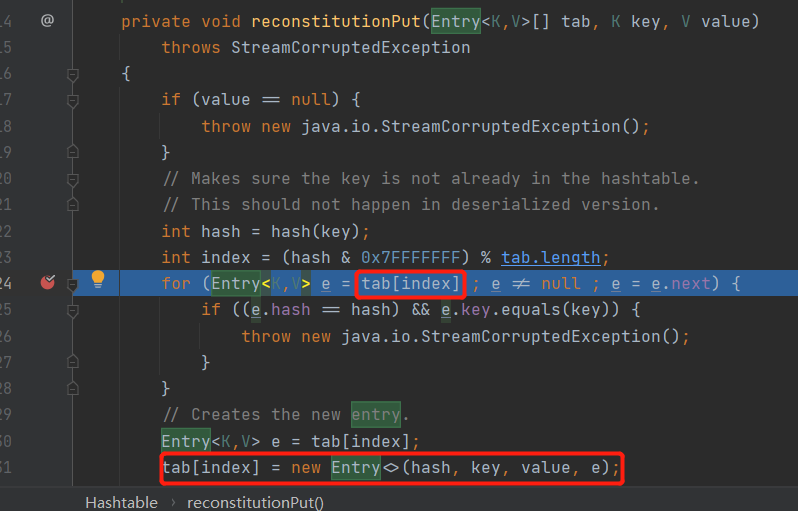 14 @ private void reconstitutionPut(Entry<K,V>[] tab, K key, V value)
15 throws StreamCorruptedException
16 {
17 if (value == null) {
18 throw new java.io.StreamCorruptedException();
19 }
20 // Makes sure the key is not already in the hashtable.
21 // This should not happen in deserialized version.
22 int hash = hash(key);
23 int index = (hash & 0x7FFFFFFF) % tab.length;
24 for (Entry<K,V> e = tab[index] ; e != null ; e = e.next) {
25 if ((e.hash == hash) && e.key.equals(key)) {
26 throw new java.io.StreamCorruptedException();
27 }
28 }
29 // Creates the new entry.
30 Entry<K,V> e = tab[index];
31 tab[index] = new Entry<>(hash, key, value, e);
Hashtable › reconstitutionPut()